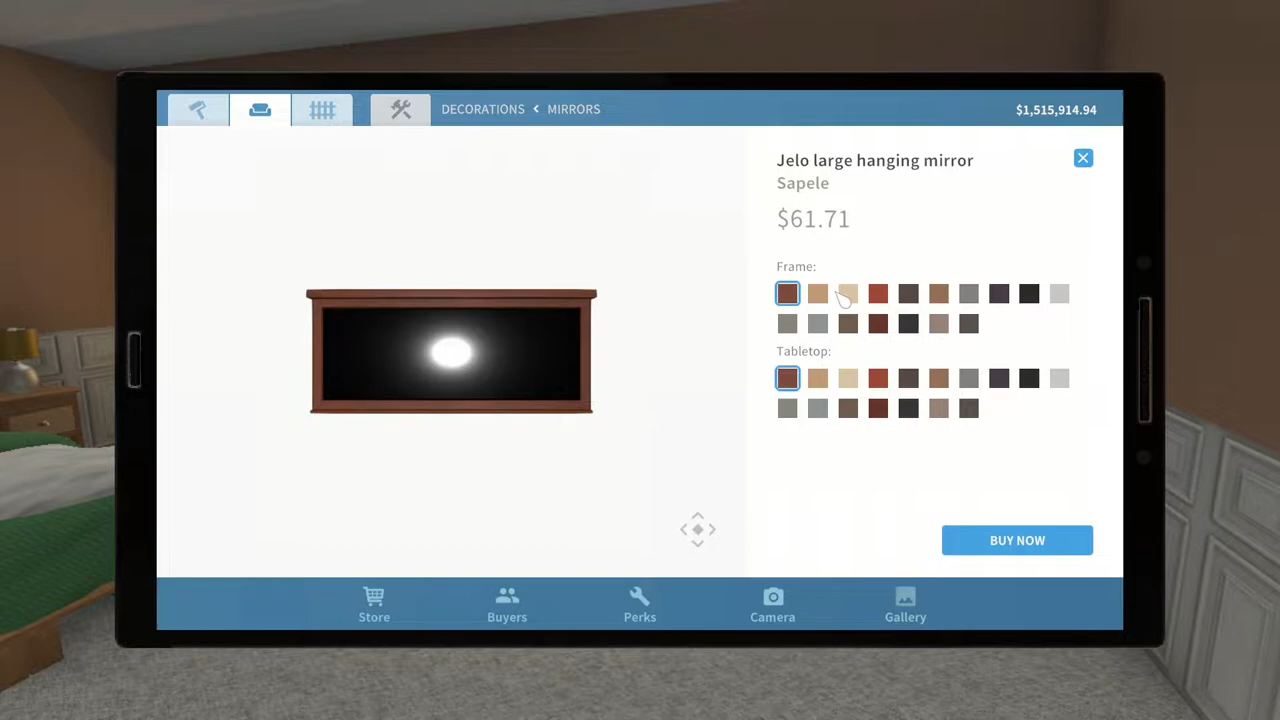 DECORATIONS < MIRRORS
$1,515,914.94
Jelo large hanging mirror
Sapele
$61.71
Frame:
Tabletop:
BUY NOW
Store
Buyers
Perks
Camera
Gallery